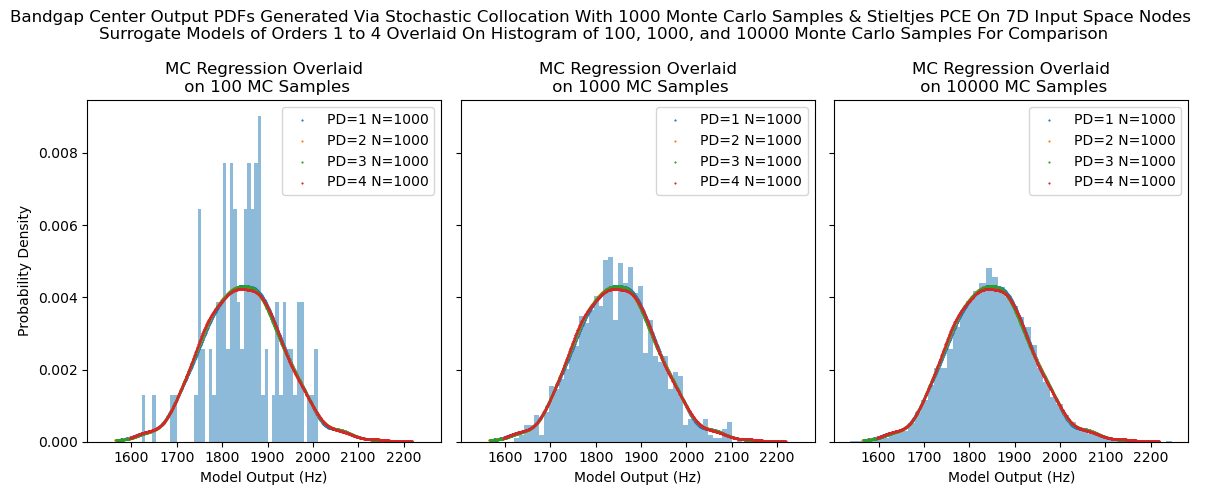 Bandgap Center Output PDFs Generated Via Stochastic Collocation With 1000 Monte Carlo Samples & Stieltjes PCE On 7D Input Space Nodes
Surrogate Models of Orders 1 to 4 Overlaid On Histogram of 100, 1000, and 10000 Monte Carlo Samples For Comparison
MC Regression Overlaid
on 100 MC Samples
PD=1 N=1000
PD=2 N=1000
PD=3 N=1000
PD=4 N=1000
0.008
0.006
0.004
0.002
0.000
Probability Density
1600 1700 1800 1900 2000 2100 2200
Model Output (Hz)
MC Regression Overlaid
on 1000 MC Samples
PD=1 N=1000
PD=2 N=1000
PD=3 N=1000
PD=4 N=1000
1600 1700 1800 1900 2000 2100 2200
Model Output (Hz)
MC Regression Overlaid
on 10000 MC Samples
PD=1 N=1000
PD=2 N=1000
PD=3 N=1000
PD=4 N=1000
1600 1700 1800 1900 2000 2100 2200
Model Output (Hz)